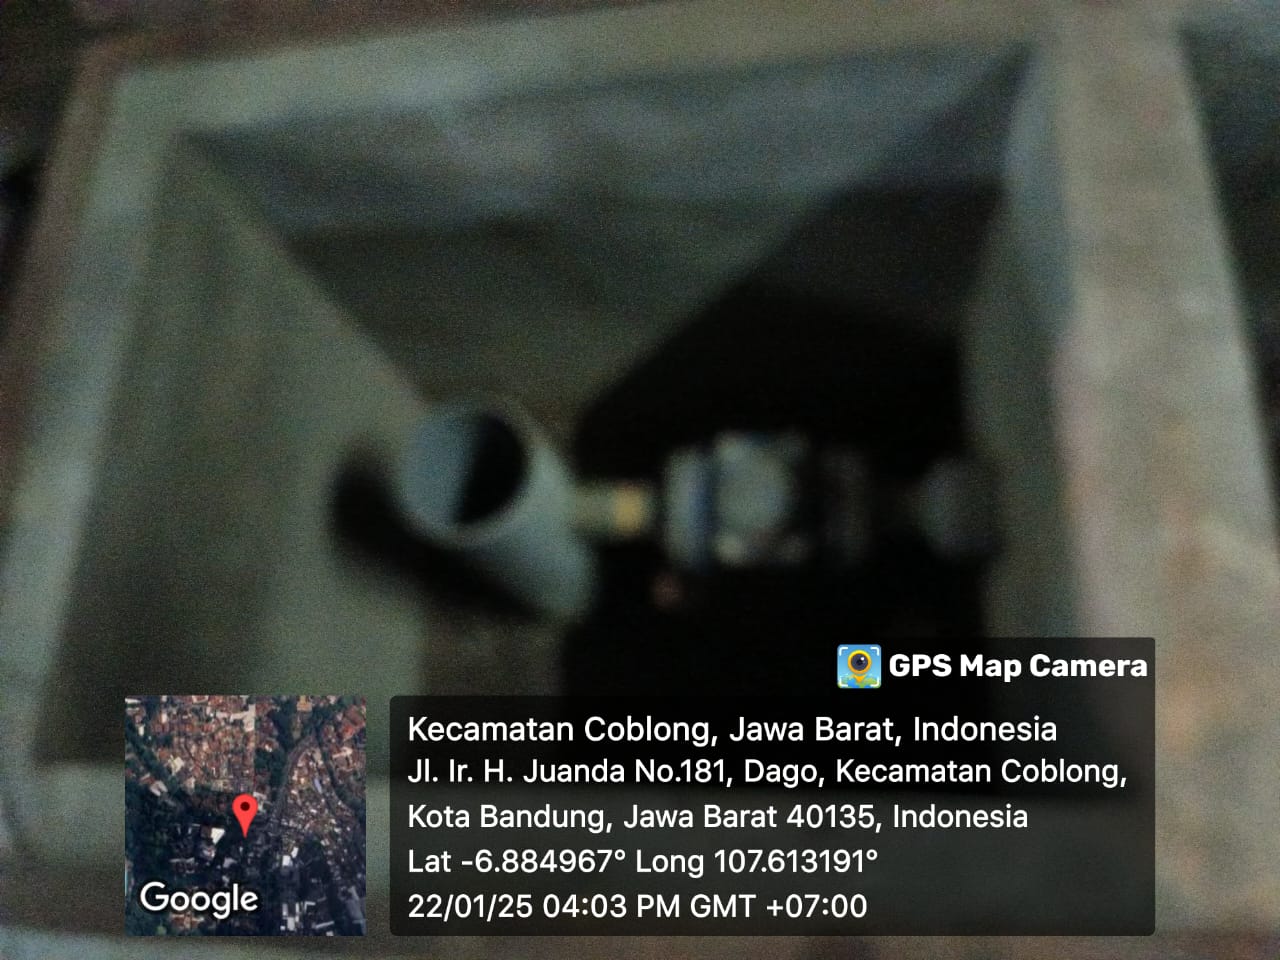 GPS Map Camera
Kecamatan Coblong, Jawa Barat, Indonesia
Jl. Ir. H. Juanda No.181, Dago, Kecamatan Coblong,
Kota Bandung, Jawa Barat 40135, Indonesia
Lat -6.884967° Long 107.613191°
22/01/25 04:03 PM GMT +07:00
Google